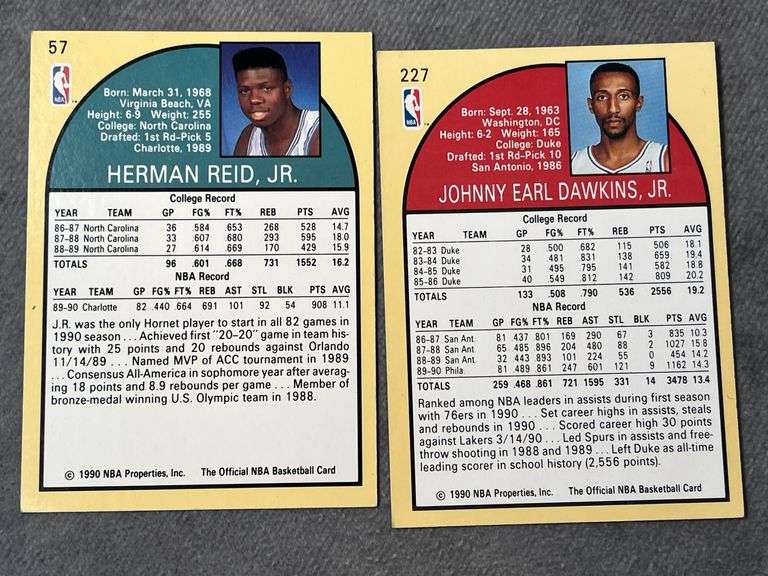 57
NBA
Born: March 31, 1968
Virginia Beach, VA
Height: 6-9 Weight: 255
College: North Carolina
Drafted: 1st Rd-Pick 5
Charlotte, 1989
HERMAN REID, JR.
College Record
YEAR TEAM GP FG% FT% REB PTS AVG
86-87 North Carolina 36 .584 .653 268 528 14.7
87-88 North Carolina 33 .607 .680 293 595 18.0
88-89 North Carolina 27 .614 .669 170 429 15.9
TOTALS 96 .601 .668 731 1552 16.2
NBA Record
YEAR TEAM GP FG% FT% REB AST STL BLK PTS AVG
89-90 Charlotte 82 .440 .664 691 101 92 54 908 11.1
J.R. was the only Hornet player to start in all 82 games in
1990 season . . . Achieved first "20-20" game in team his-
tory with 25 points and 20 rebounds against Orlando
11/14/89 . . . Named MVP of ACC tournament in 1989
. . . Consensus All-America in sophomore year after averag-
ing 18 points and 8.9 rebounds per game . . . Member of
bronze-medal winning U.S. Olympic team in 1988.
© 1990 NBA Properties, Inc. The Official NBA Basketball Card
227
NBA
Born: Sept. 28, 1963
Washington, DC
Height: 6-2 Weight: 165
College: Duke
Drafted: 1st Rd-Pick 10
San Antonio, 1986
JOHNNY EARL DAWKINS, JR.
College Record
YEAR TEAM GP FG% FT% REB PTS AVG
82-83 Duke 28 .500 .682 115 506 18.1
83-84 Duke 34 .481 .831 138 659 19.4
84-85 Duke 31 .495 .795 141 582 18.8
85-86 Duke 40 .549 .812 142 809 20.2
TOTALS 133 .508 .790 536 2556 19.2
NBA Record
YEAR TEAM GP FG% FT% REB AST STL BLK PTS AVG
86-87 San Ant. 81 .437 .801 169 290 67 3 835 10.3
87-88 San Ant. 65 .485 .896 204 480 88 2 1027 15.8
88-89 San Ant. 32 .443 .893 101 224 55 0 454 14.2
89-90 Phila. 81 .489 .861 247 601 121 9 1162 14.3
TOTALS 259 .468 .861 721 1595 331 14 3478 13.4
Ranked among NBA leaders in assists during first season
with 76ers in 1990 . . . Set career highs in assists, steals
and rebounds in 1990 . . . Scored career high 30 points
against Lakers 3/14/90 . . . Led Spurs in assists and free-
throw shooting in 1988 and 1989 . . . Left Duke as all-time
leading scorer in school history (2,556 points).
© 1990 NBA Properties, Inc. The Official NBA Basketball Card